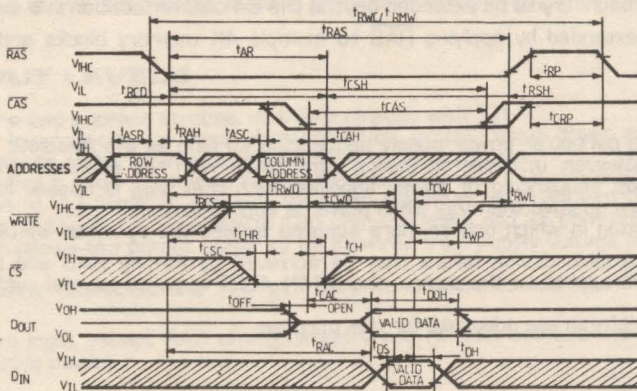 tRWC/tRMW
tRAS
RAS
VIHC
VIL
tAR
tRP
tRCD
tCSH
tRSH
CAS
VIHC
VIL
tCAS
tCRP
tASR
tRAH
tASC
tCAH
ADDRESSES
VIH
VIL
ROW
ADDRESS
COLUMN
ADDRESS
tRWD
tCWL
tRCS
tCWD
tRWL
WRITE
VIHC
VIL
tWP
tCHR
tCSC
tCH
CS
VIH
VIL
tCAC
tOFF
OPEN
tDOH
DOUT
VOH
VOL
VALID DATA
tRAC
tDS
tDH
DIN
VIH
VIL
VALID
DATA